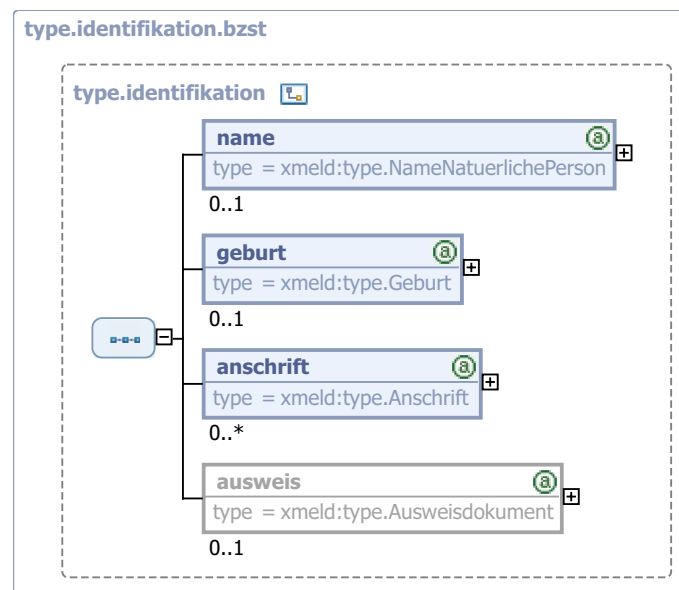 type.identifikation.bzst
type.identifikation
name @
type = xmeld:type.NameNatuerlichePerson
0..1
geburt @
type = xmeld:type.Geburt
0..1
anschrift @
type = xmeld:type.Anschrift
0..*
ausweis @
type = xmeld:type.Ausweisdokument
0..1